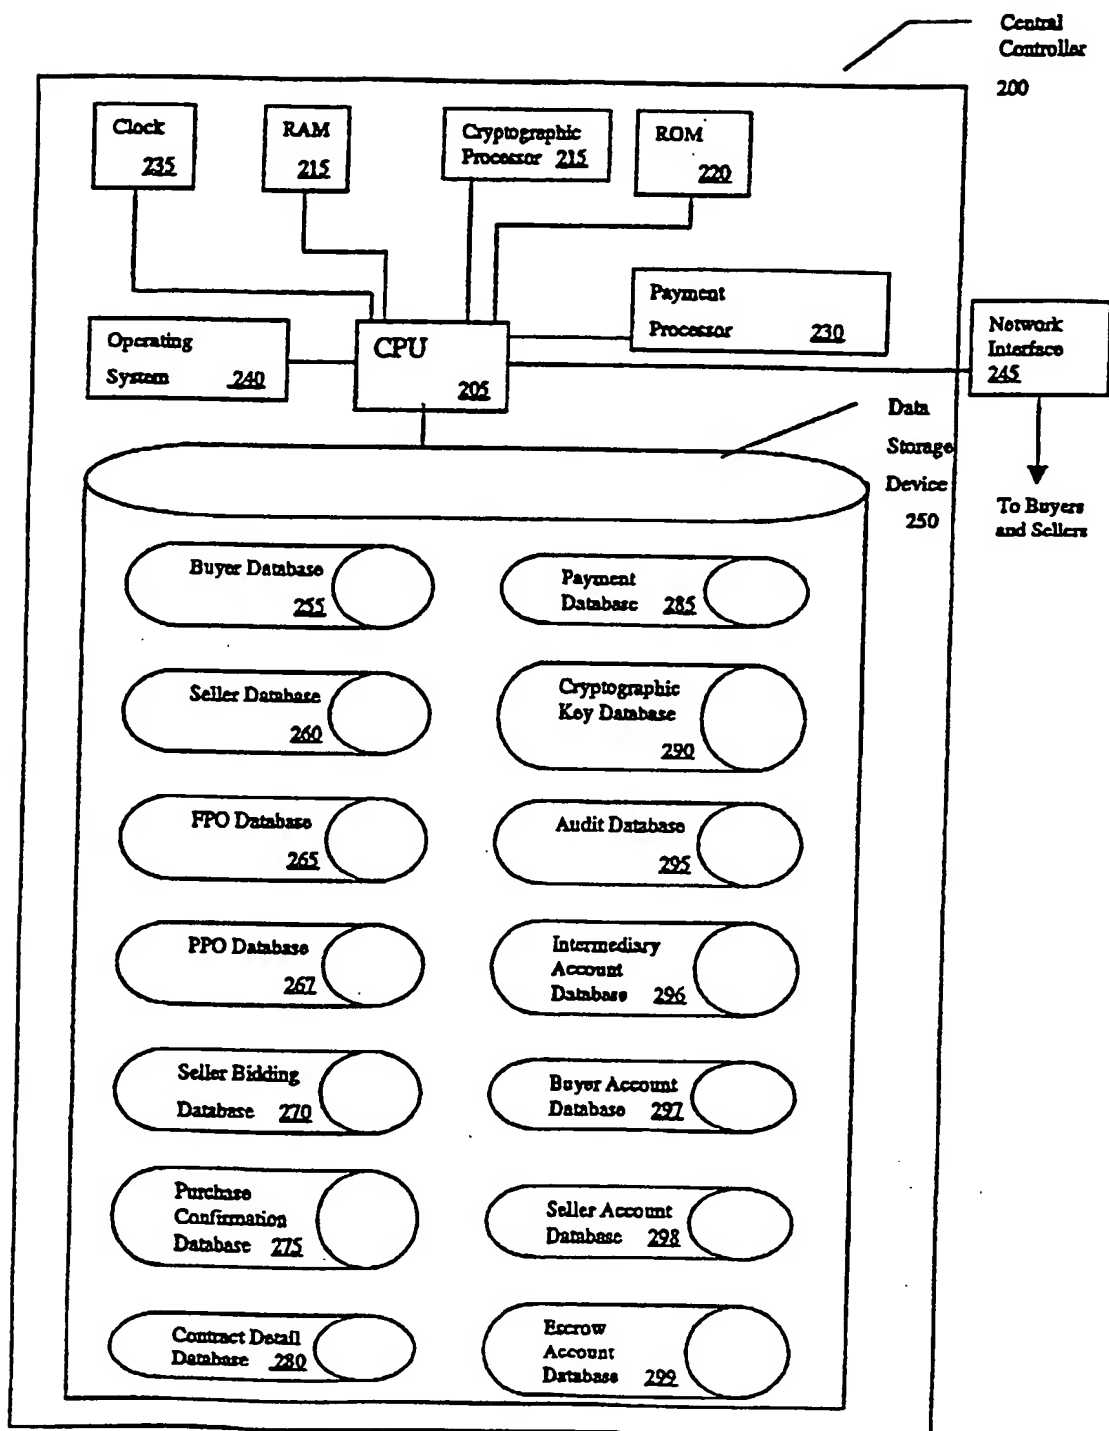 Central
Controller
200
Clock
235
RAM
215
Cryptographic
Processor 215
ROM
220
Payment
Processor 230
Operating
System 240
CPU
205
Network
Interface
245
Data
Storage
Device
250
To Buyers
and Sellers
Buyer Database
255
Payment
Database 285
Seller Database
260
Cryptographic
Key Database
290
FPO Database
265
Audit Database
295
PPO Database
267
Intermediary
Account
Database 296
Seller Bidding
Database 270
Buyer Account
Database 297
Purchase
Confirmation
Database 275
Seller Account
Database 298
Contract Detail
Database 280
Escrow
Account
Database 299